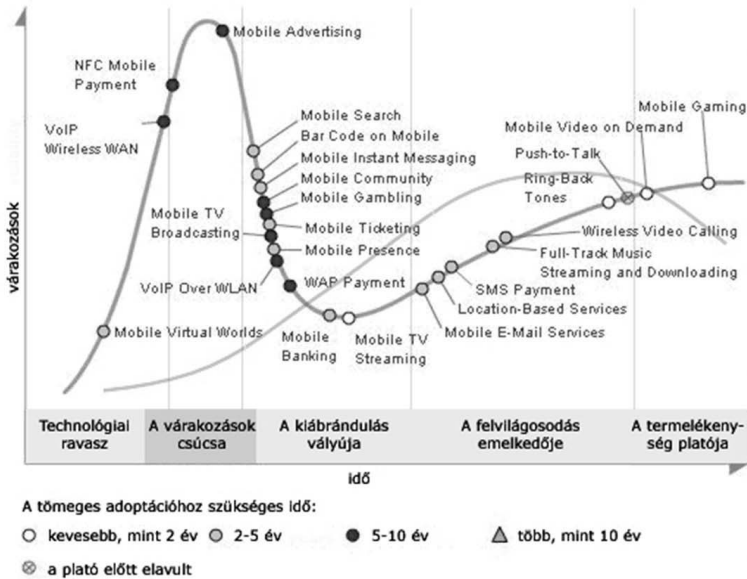 Mobile Advertising
NFC Mobile
Payment
VoIP
Wireless WAN
Mobile Search
Bar Code on Mobile
Mobile Instant Messaging
Mobile Community
Mobile Gambling
Mobile TV
Broadcasting
Mobile Ticketing
Mobile Presence
VoIP Over WLAN
WAP Payment
Mobile Virtual Worlds
Mobile
Banking
Mobile TV
Streaming
Mobile E-Mail Services
Location-Based Services
SMS Payment
Full-Track Music
Streaming and Downloading
Wireless Video Calling
Ring-Back
Tones
Push-to-Talk
Mobile Video on Demand
Mobile Gaming
várakozások
Technológiai
ravasz
A várakozások
csúcsa
A kiábrándulás
vályúja
A felvilágosodás
emelkedője
A termelékeny-
ség platója
idő
A tömeges adoptációhoz szükséges idő:
kevesebb, mint 2 év
2-5 év
5-10 év
több, mint 10 év
a plató előtt elavult